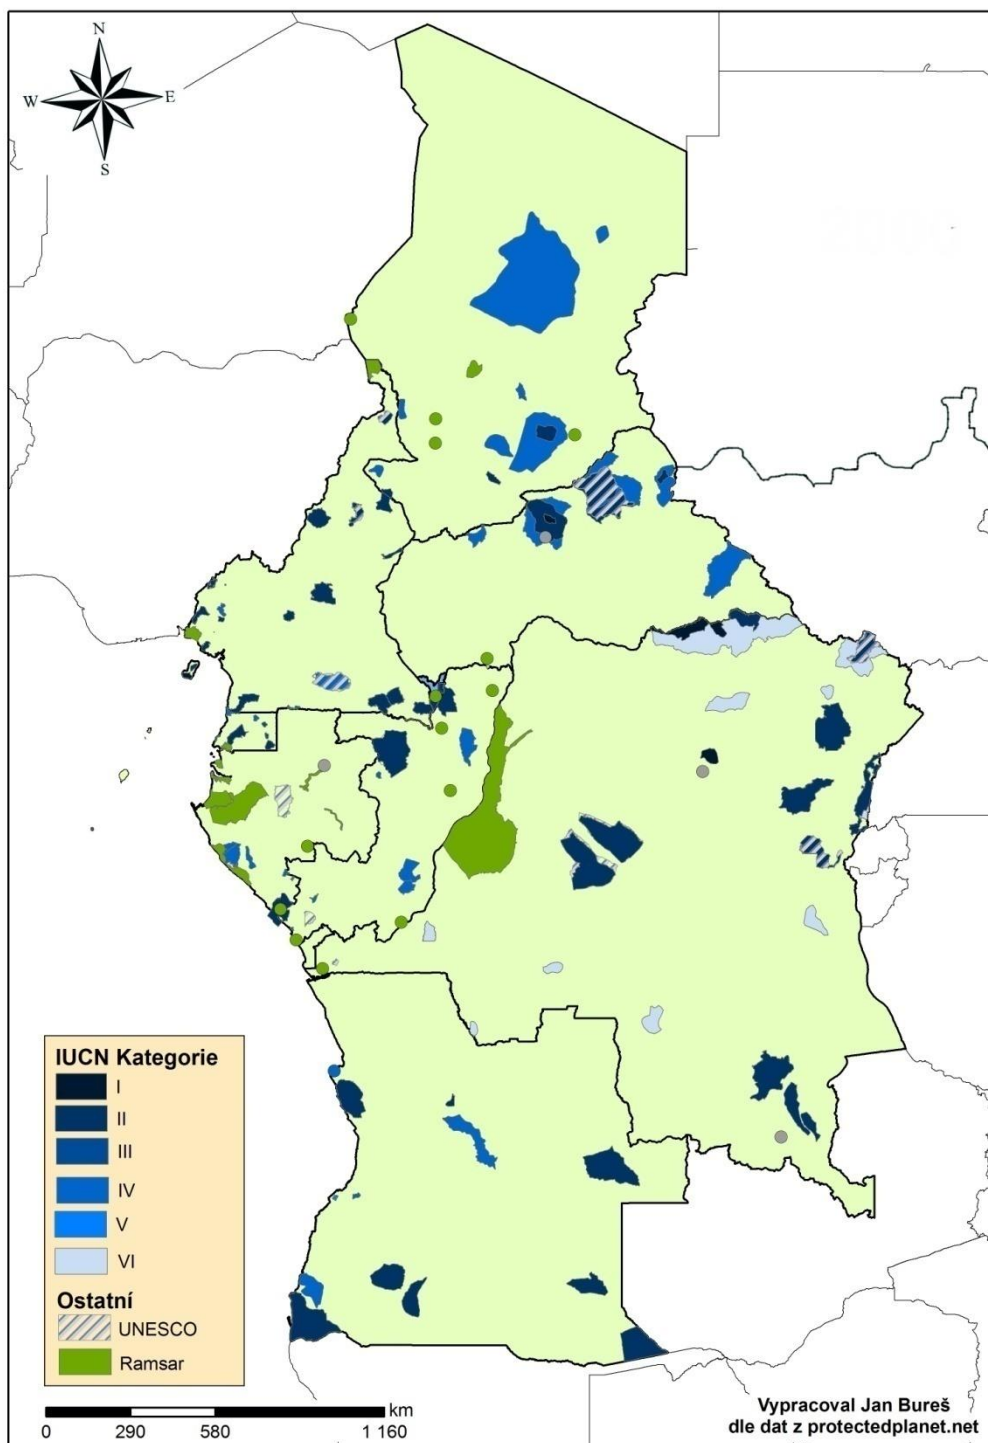 N
W
E
S
IUCN Kategorie
I
II
III
IV
V
VI
Ostatní
UNESCO
Ramsar
km
0 290 580 1 160
Vypracoval Jan Bureš
dle dat z protectedplanet.net